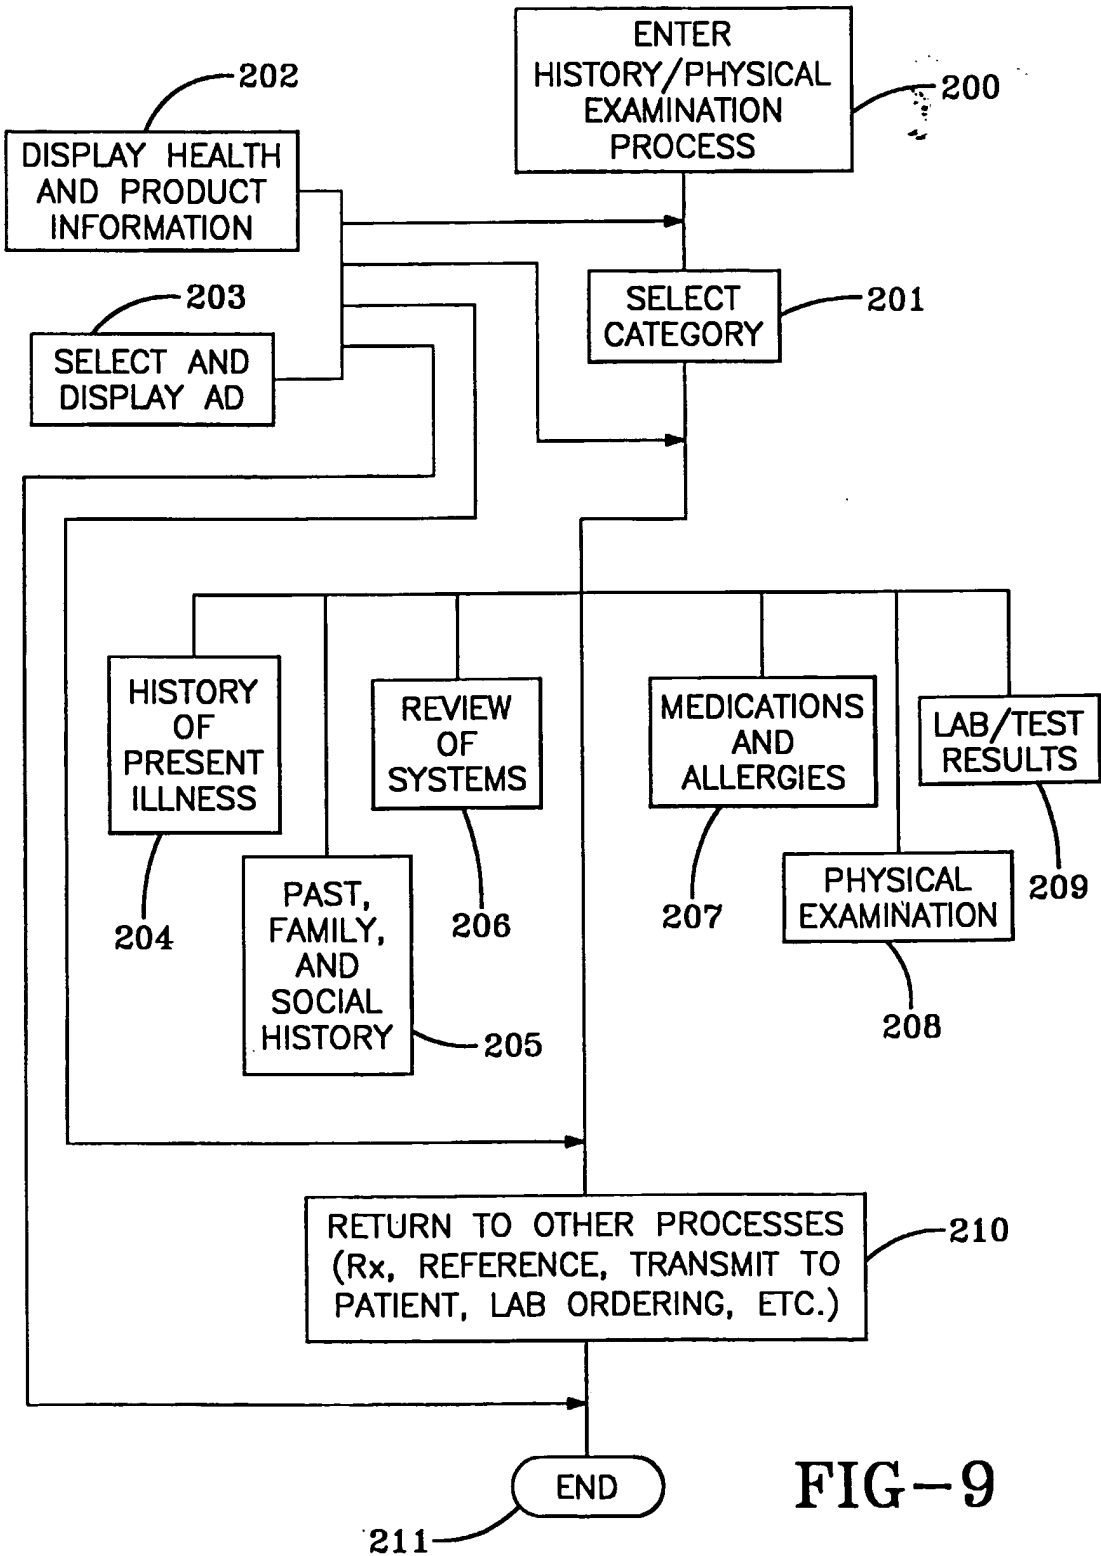 ENTER
HISTORY/PHYSICAL
EXAMINATION
PROCESS
200
202
DISPLAY HEALTH
AND PRODUCT
INFORMATION
203
SELECT AND
DISPLAY AD
SELECT
CATEGORY
201
HISTORY
OF
PRESENT
ILLNESS
204
PAST,
FAMILY,
AND
SOCIAL
HISTORY
205
REVIEW
OF
SYSTEMS
206
MEDICATIONS
AND
ALLERGIES
207
PHYSICAL
EXAMINATION
208
LAB/TEST
RESULTS
209
RETURN TO OTHER PROCESSES
(Rx, REFERENCE, TRANSMIT TO
PATIENT, LAB ORDERING, ETC.)
210
END
211
FIG-9